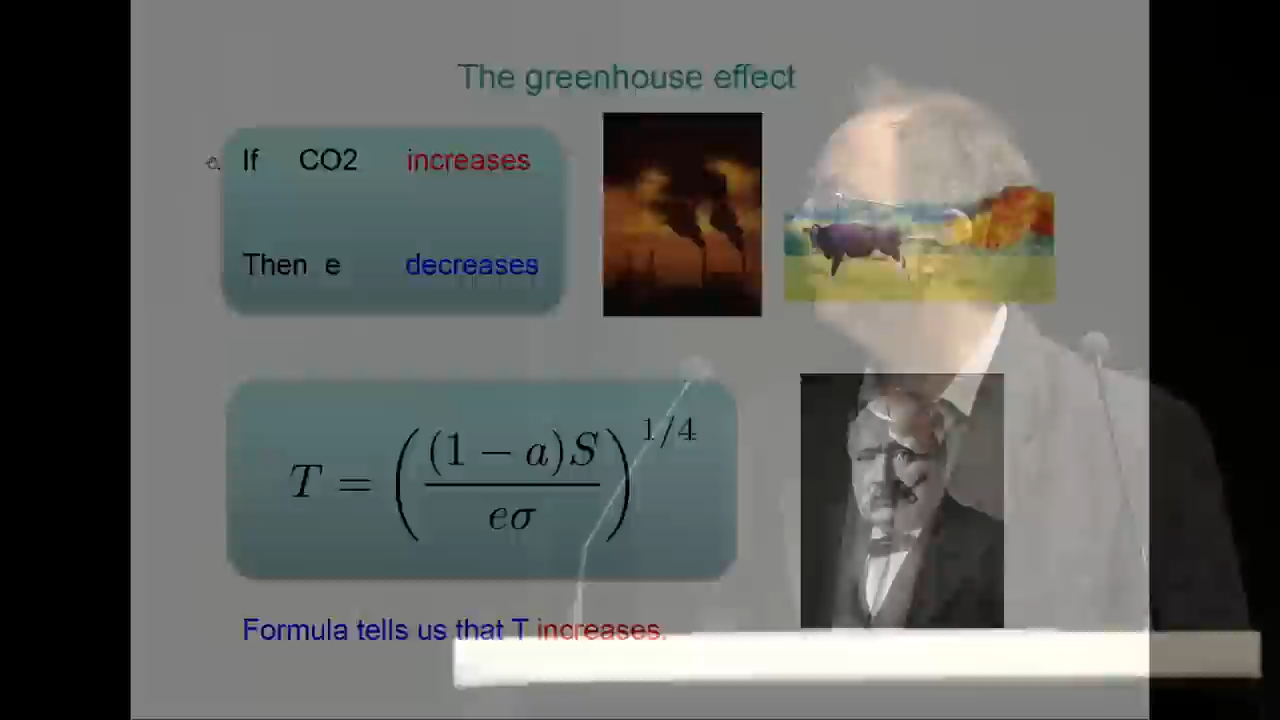 The greenhouse effect
If CO2 increases
Then e decreases
T = ( (1 − a)S / eσ )^{1/4}
Formula tells us that T increases.